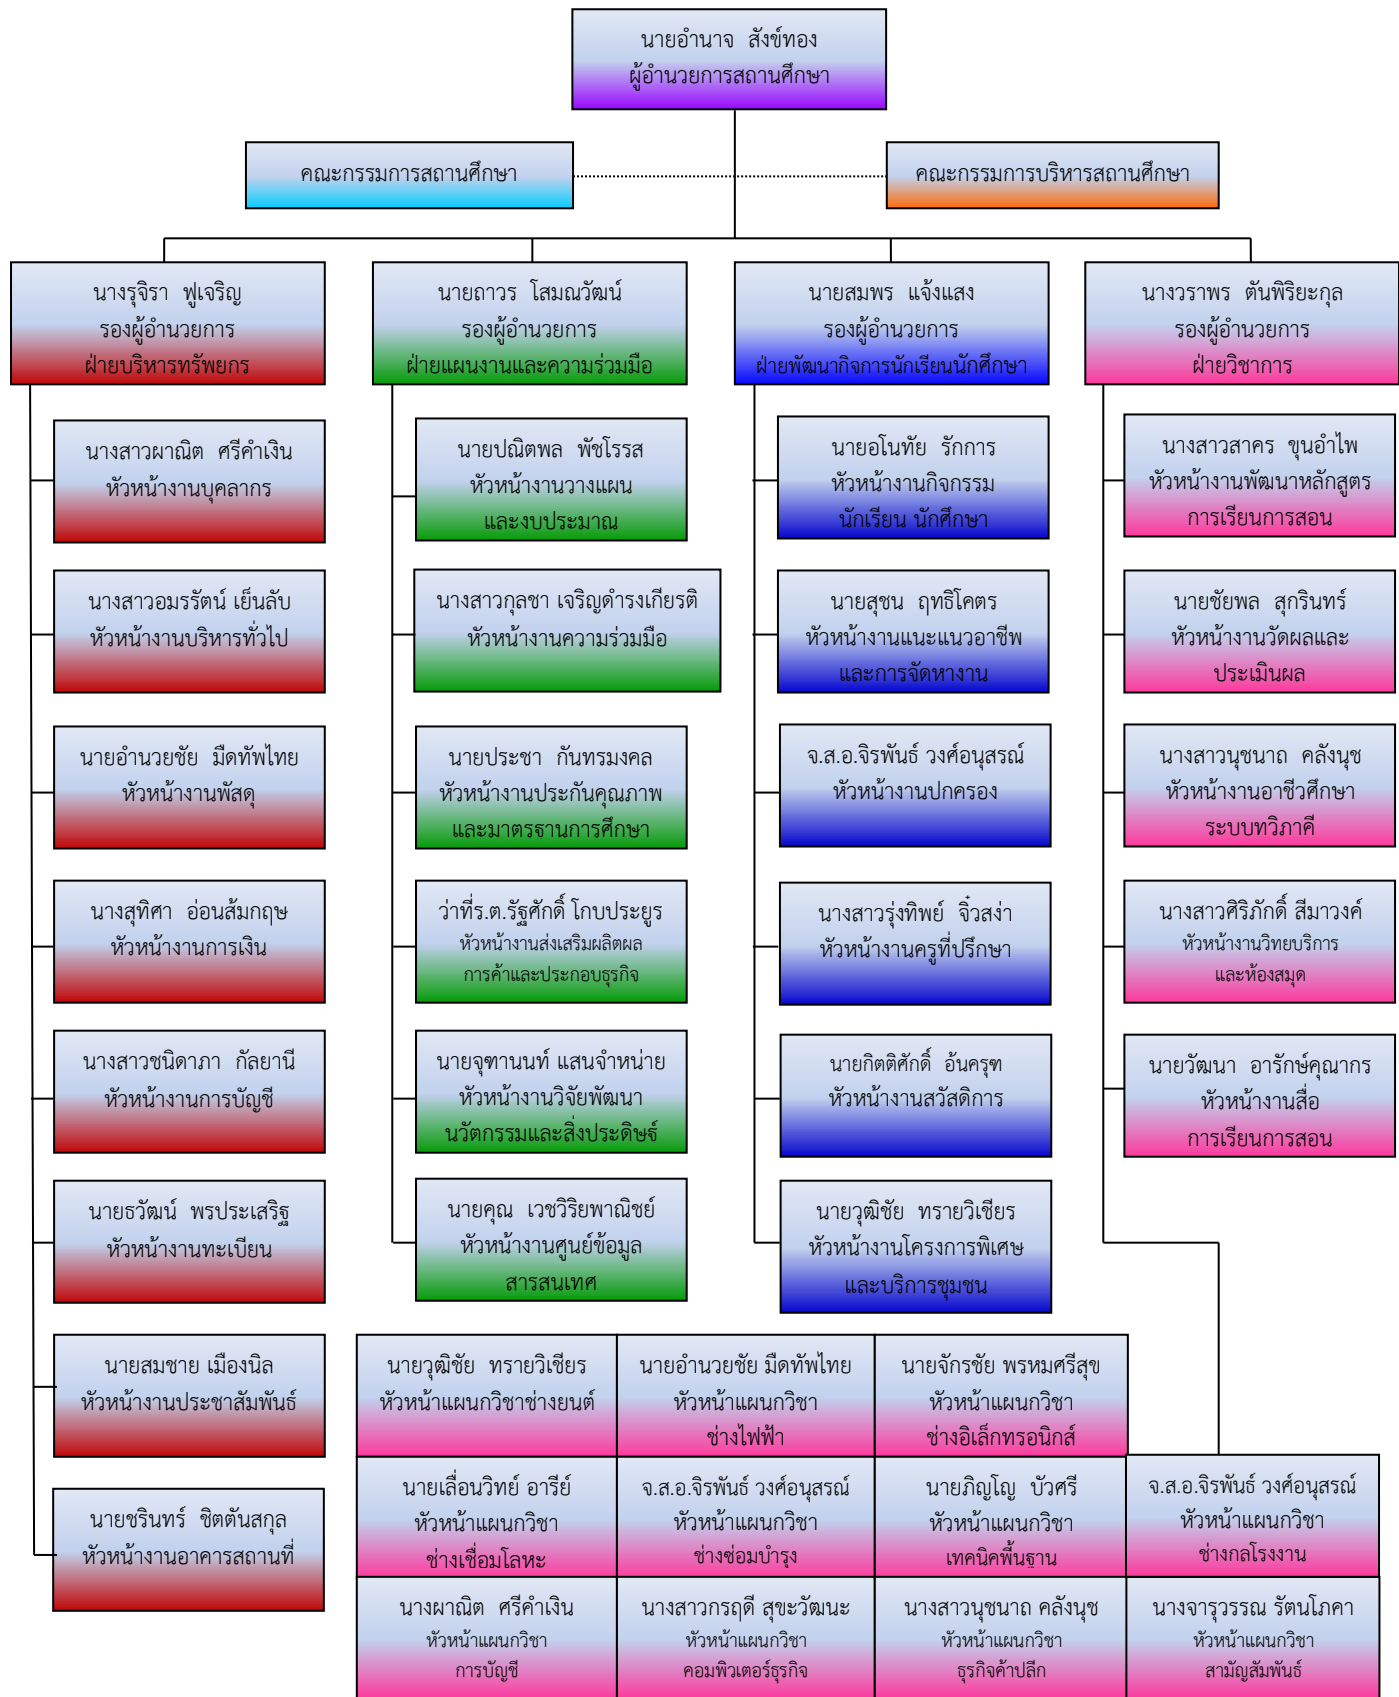 นายอำนาจ  สังข์ทอง
ผู้อำนวยการสถานศึกษา
คณะกรรมการสถานศึกษา
คณะกรรมการบริหารสถานศึกษา
นางรุจิรา  ฟูเจริญ
รองผู้อำนวยการ
ฝ่ายบริหารทรัพยกร
นายถาวร  โสมณวัฒน์
รองผู้อำนวยการ
ฝ่ายแผนงานและความร่วมมือ
นายสมพร  แจ้งแสง
รองผู้อำนวยการ
ฝ่ายพัฒนากิจการนักเรียนนักศึกษา
นางวราพร  ตันพิริยะกุล
รองผู้อำนวยการ
ฝ่ายวิชาการ
นางสาวผาณิต  ศรีคำเงิน
หัวหน้างานบุคลากร
นางสาวอมรรัตน์ เย็นลับ
หัวหน้างานบริหารทั่วไป
นายอำนวยชัย  มืดทัพไทย
หัวหน้างานพัสดุ
นางสุทิศา  อ่อนส้มกฤษ
หัวหน้างานการเงิน
นางสาวชนิดาภา  กัลยานี
หัวหน้างานการบัญชี
นายธวัฒน์  พรประเสริฐ
หัวหน้างานทะเบียน
นายสมชาย เมืองนิล
หัวหน้างานประชาสัมพันธ์
นายชรินทร์  ชิตตันสกุล
หัวหน้างานอาคารสถานที่
นายปณิตพล  พัชโรรส
หัวหน้างานวางแผน
และงบประมาณ
นางสาวกุลชา เจริญดำรงเกียรติ
หัวหน้างานความร่วมมือ
นายประชา  กันทรมงคล
หัวหน้างานประกันคุณภาพ
และมาตรฐานการศึกษา
ว่าที่ร.ต.รัฐศักดิ์ โกบประยูร
หัวหน้างานส่งเสริมผลิตผล
การค้าและประกอบธุรกิจ
นายจุฑานนท์ แสนจำหน่าย
หัวหน้างานวิจัยพัฒนา
นวัตกรรมและสิ่งประดิษฐ์
นายคุณ  เวชวิริยพาณิชย์
หัวหน้างานศูนย์ข้อมูล
สารสนเทศ
นายอโนทัย  รักการ
หัวหน้างานกิจกรรม
นักเรียน นักศึกษา
นายสุชน  ฤทธิโคตร
หัวหน้างานแนะแนวอาชีพ
และการจัดหางาน
จ.ส.อ.จิรพันธ์ วงศ์อนุสรณ์
หัวหน้างานปกครอง
นางสาวรุ่งทิพย์  จิ๋วสง่า
หัวหน้างานครูที่ปรึกษา
นายกิตติศักดิ์  อ้นครุฑ
หัวหน้างานสวัสดิการ
นายวุฒิชัย  ทรายวิเชียร
หัวหน้างานโครงการพิเศษ
และบริการชุมชน
นางสาวสาคร  ขุนอำไพ
หัวหน้างานพัฒนาหลักสูตร
การเรียนการสอน
นายชัยพล  สุกรินทร์
หัวหน้างานวัดผลและ
ประเมินผล
นางสาวนุชนาถ  คลังนุช
หัวหน้างานอาชีวศึกษา
ระบบทวิภาคี
นางสาวศิริภักดิ์ สีมาวงค์
หัวหน้างานวิทยบริการ
และห้องสมุด
นายวัฒนา  อารักษ์คุณากร
หัวหน้างานสื่อ
การเรียนการสอน
นายวุฒิชัย  ทรายวิเชียร
หัวหน้าแผนกวิชาช่างยนต์
นายอำนวยชัย มืดทัพไทย
หัวหน้าแผนกวิชา
ช่างไฟฟ้า
นายจักรชัย พรหมศรีสุข
หัวหน้าแผนกวิชา
ช่างอิเล็กทรอนิกส์
นายเลื่อนวิทย์ อารีย์
หัวหน้าแผนกวิชา
ช่างเชื่อมโลหะ
จ.ส.อ.จิรพันธ์ วงศ์อนุสรณ์
หัวหน้าแผนกวิชา
ช่างซ่อมบำรุง
นายภิญโญ  บัวศรี
หัวหน้าแผนกวิชา
เทคนิคพื้นฐาน
จ.ส.อ.จิรพันธ์ วงศ์อนุสรณ์
หัวหน้าแผนกวิชา
ช่างกลโรงงาน
นางผาณิต  ศรีคำเงิน
หัวหน้าแผนกวิชา
การบัญชี
นางสาวกรฤดี สุขะวัฒนะ
หัวหน้าแผนกวิชา
คอมพิวเตอร์ธุรกิจ
นางสาวนุชนาถ คลังนุช
หัวหน้าแผนกวิชา
ธุรกิจค้าปลีก
นางจารุวรรณ รัตนโภคา
หัวหน้าแผนกวิชา
สามัญสัมพันธ์